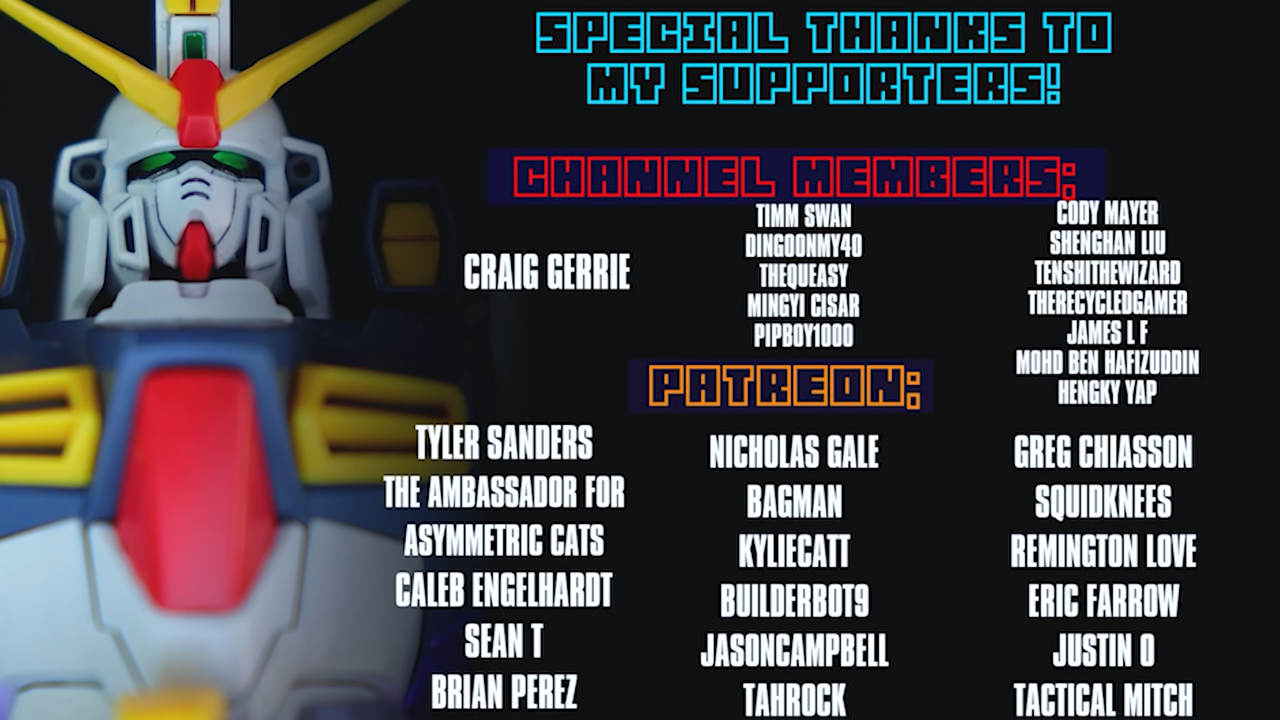 SPECIAL THANKS TO
MY SUPPORTERS!
CHANNEL MEMBERS:
CRAIG GERRIE
TIMM SWAN
DINGOONMY40
THEQUEASY
MINGYI CISAR
PIPBOY1000
CODY MAYER
SHENGHAN LIU
TENSHITHEWIZARD
THERECYCLEDGAMER
JAMES L F
MOHD BEN HAFIZUDDIN
HENGKY YAP
PATREON:
TYLER SANDERS
THE AMBASSADOR FOR
ASYMMETRIC CATS
CALEB ENGELHARDT
SEAN T
BRIAN PEREZ
NICHOLAS GALE
BAGMAN
KYLIECATT
BUILDERBOT9
JASONCAMPBELL
TAHROCK
GREG CHIASSON
SQUIDKNEES
REMINGTON LOVE
ERIC FARROW
JUSTIN O
TACTICAL MITCH